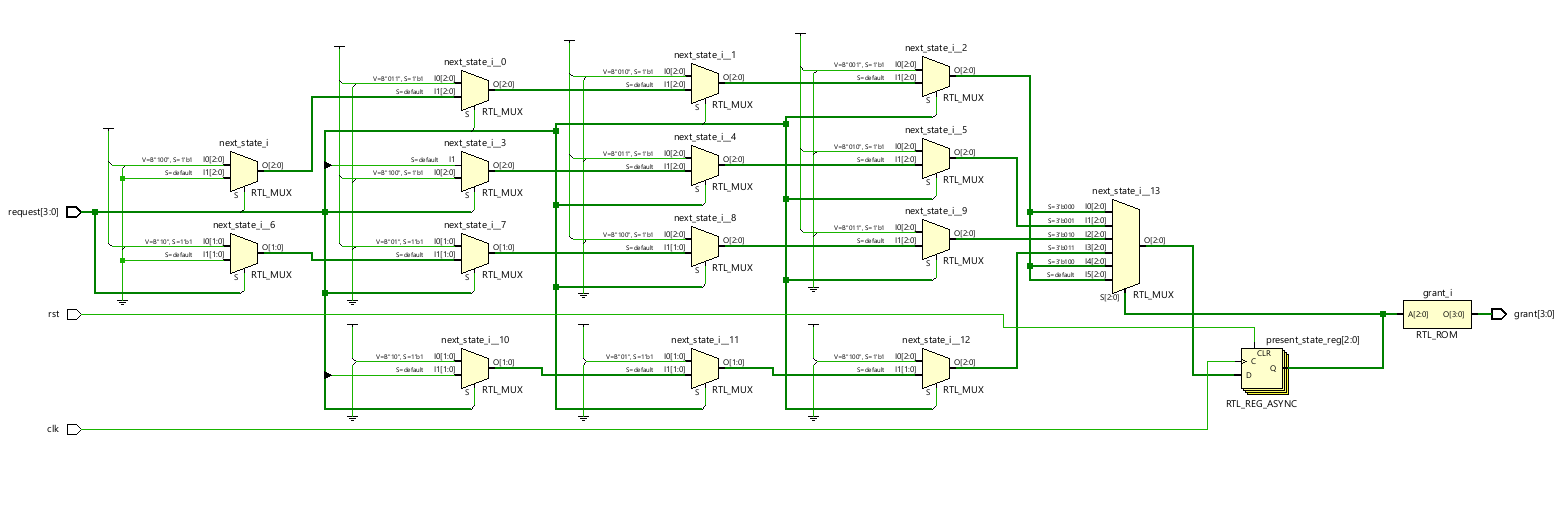 next_state_i__2
next_state_i__1
next_state_i__0
V=B"001", S=1'b1 I0[2:0]
S=default I1[2:0]
O[2:0]
S
RTL_MUX
V=B"010", S=1'b1 I0[2:0]
S=default I1[2:0]
O[2:0]
S
RTL_MUX
V=B"011", S=1'b1 I0[2:0]
S=default I1[2:0]
O[2:0]
S
RTL_MUX
next_state_i
V=B"100", S=1'b1 I0[2:0]
S=default I1[2:0]
O[2:0]
S
RTL_MUX
next_state_i__3
S=default I1
V=B"100", S=1'b1 I0[2:0]
O[2:0]
S
RTL_MUX
next_state_i__4
V=B"011", S=1'b1 I0[2:0]
S=default I1[2:0]
O[2:0]
S
RTL_MUX
next_state_i__5
V=B"010", S=1'b1 I0[2:0]
S=default I1[2:0]
O[2:0]
S
RTL_MUX
request[3:0]
next_state_i__6
V=B"10", S=1'b1 I0[1:0]
S=default I1[1:0]
O[1:0]
S
RTL_MUX
next_state_i__7
V=B"01", S=1'b1 I0[1:0]
S=default I1[1:0]
O[1:0]
S
RTL_MUX
next_state_i__8
V=B"100", S=1'b1 I0[2:0]
S=default I1[1:0]
O[2:0]
S
RTL_MUX
next_state_i__9
V=B"011", S=1'b1 I0[2:0]
S=default I1[2:0]
O[2:0]
S
RTL_MUX
next_state_i__13
S=3'b000 I0[2:0]
S=3'b001 I1[2:0]
S=3'b010 I2[2:0]
S=3'b011 I3[2:0]
S=3'b100 I4[2:0]
S=default I5[2:0]
O[2:0]
S[2:0]
RTL_MUX
rst
grant_i
A[2:0] O[3:0]
RTL_ROM
grant[3:0]
next_state_i__10
V=B"10", S=1'b1 I0[1:0]
S=default I1[1:0]
O[1:0]
S
RTL_MUX
next_state_i__11
V=B"01", S=1'b1 I0[1:0]
S=default I1[1:0]
O[1:0]
S
RTL_MUX
next_state_i__12
V=B"100", S=1'b1 I0[2:0]
S=default I1[1:0]
O[2:0]
S
RTL_MUX
present_state_reg[2:0]
CLR
C
Q
D
RTL_REG_ASYNC
clk